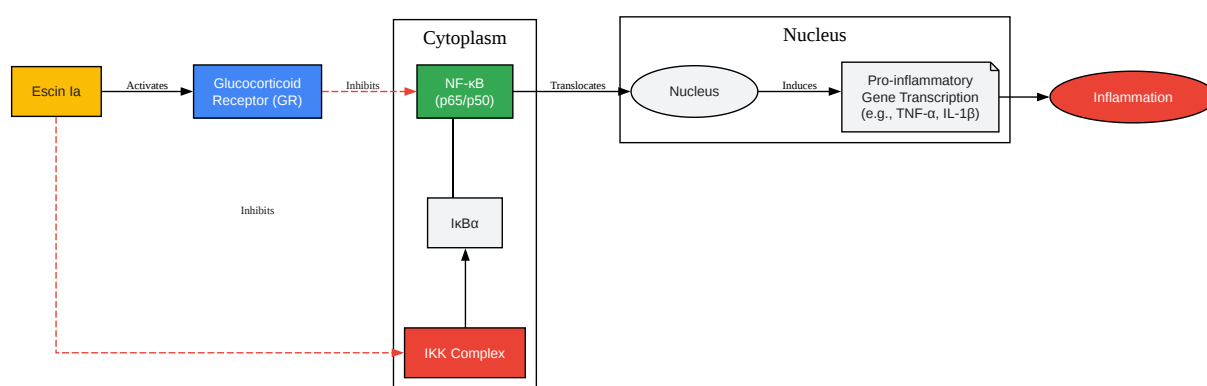 Cytoplasm
Nucleus
Escin Ia
Activates
Glucocorticoid
Receptor (GR)
Inhibits
NF-κB
(p65/p50)
Translocates
Nucleus
Induces
Pro-inflammatory
Gene Transcription
(e.g., TNF-α, IL-1β)
Inflammation
Inhibits
IκBα
IKK Complex